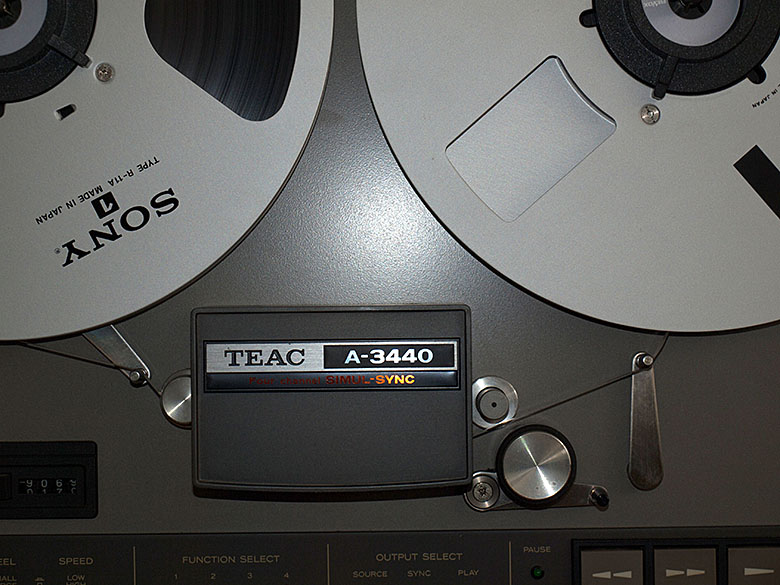 SONY
TYPE R-11A MADE IN JAPAN
TEAC A-3440
SIMUL-SYNC
SPEED
LOW
HIGH
FUNCTION SELECT
1 2 3 4
OUTPUT SELECT
SOURCE SYNC PLAY
PAUSE